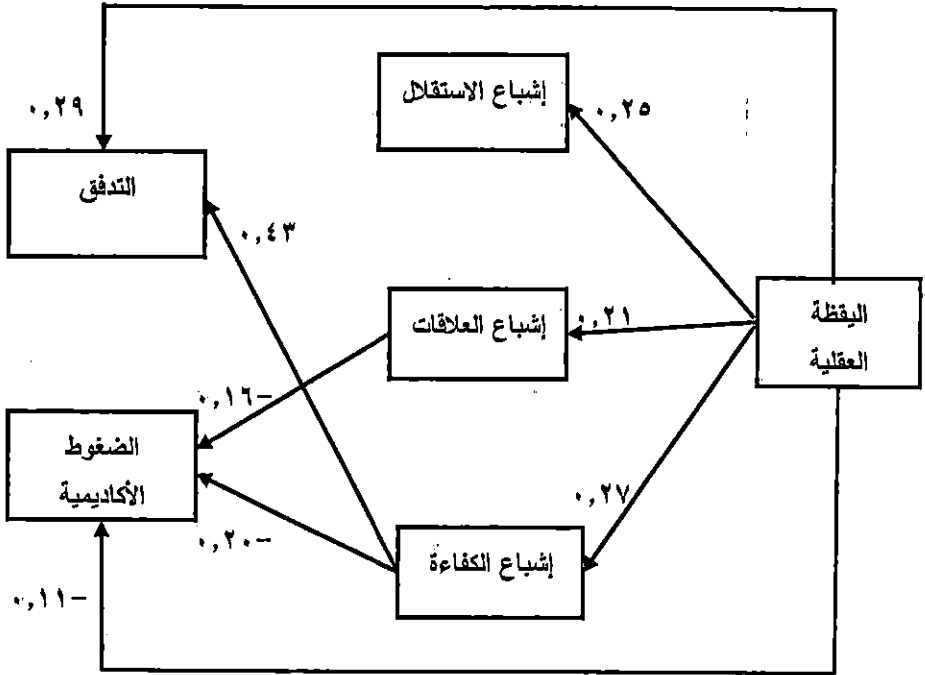 إشباع الاستقلال
٠,٢٥
٠,٢٩
التدفق
٠,٤٣
اليقظة
العقلية
٠,٢١
إشباع العلاقات
٠,١٦-
الضغوط
الأكاديمية
٠,٢٧
٠,٢٠-
إشباع الكفاءة
٠,١١-